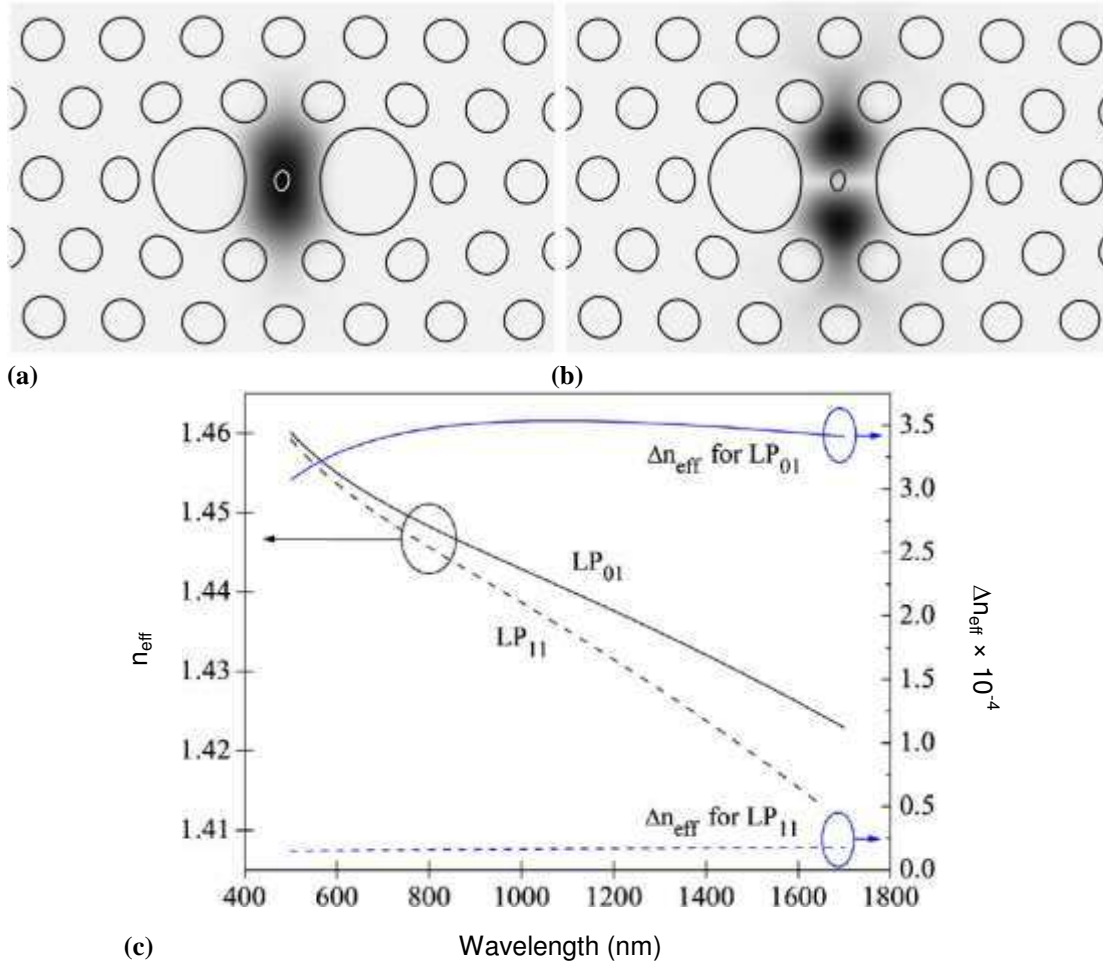 (a)
(b)
1.46
1.45
1.44
1.43
1.42
1.41
n_eff
Δn_eff for LP_01
LP_01
LP_11
Δn_eff for LP_11
3.5
3.0
2.5
2.0
1.5
1.0
0.5
0.0
Δn_eff × 10^-4
400 600 800 1000 1200 1400 1600 1800
(c) Wavelength (nm)